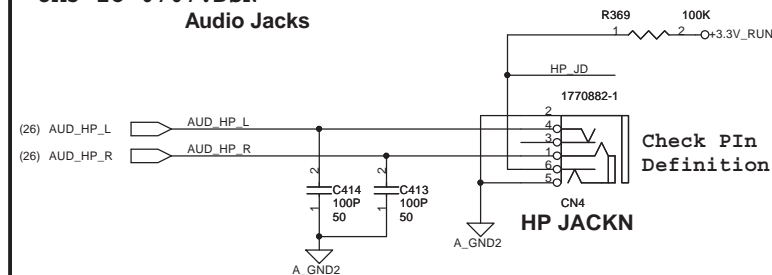 Audio Jacks
R369
100K
1
2
+3.3V_RUN
HP_JD
1770882-1
(26) AUD_HP_L
AUD_HP_L
(26) AUD_HP_R
AUD_HP_R
2
4
3
1
6
5
Check PIn
Definition
2
C414
100P
50
1
2
C413
100P
50
1
CN4
HP JACKN
A_GND2
A_GND2